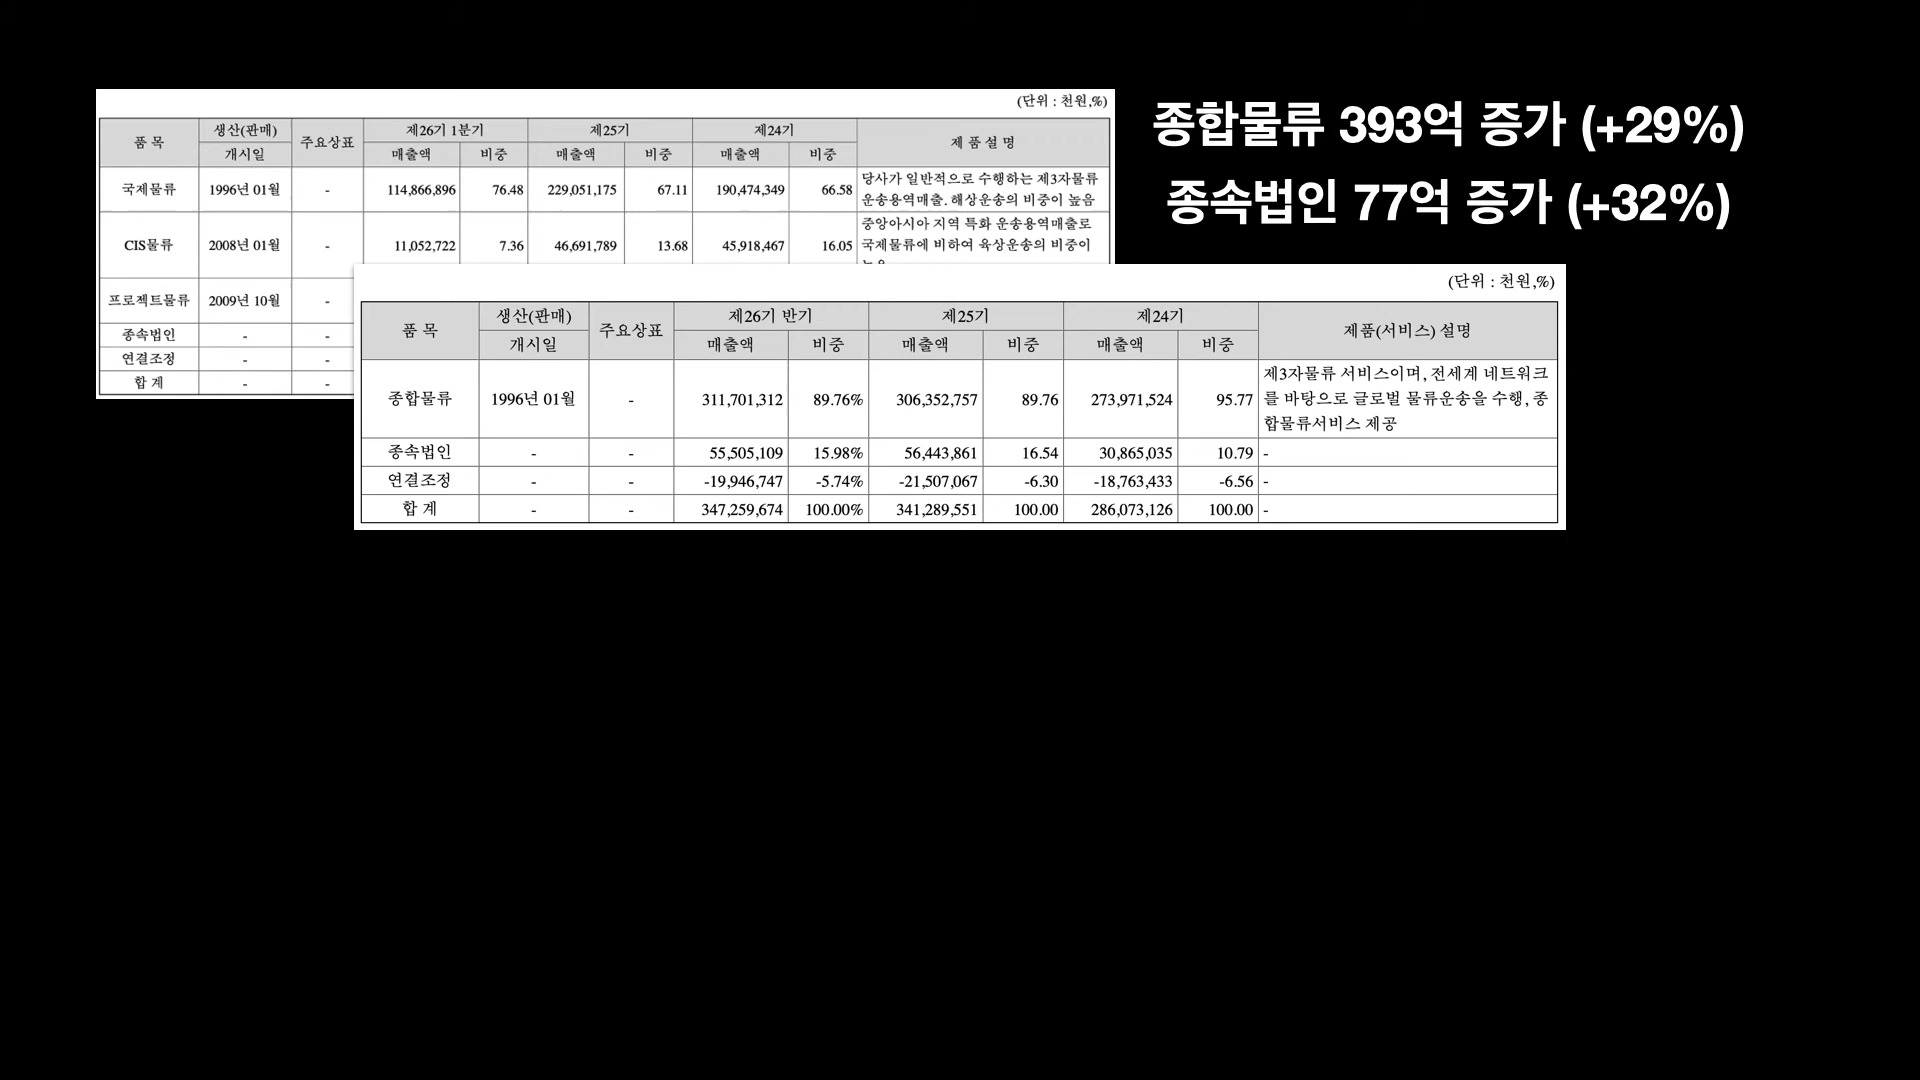 (단위 : 천원,%)
품 목 생산(판매) 개시일 주요상표 제26기 1분기 제25기 제24기 제 품 설 명
매출액 비중 매출액 비중 매출액 비중
국제물류 1996년 01월 - 114,866,896 76.48 229,051,175 67.11 190,474,349 66.58 당사가 일반적으로 수행하는 제3자물류
운송용역매출. 해상운송의 비중이 높음
CIS물류 2008년 01월 - 11,052,722 7.36 46,691,789 13.68 45,918,467 16.05 중앙아시아 지역 특화 운송용역매출로
국제물류에 비하여 육상운송의 비중이
프로젝트물류 2009년 10월 -
종속법인 - -
연결조정 - -
합 계 - -
종합물류 393억 증가 (+29%)
종속법인 77억 증가 (+32%)
(단위 : 천원,%)
품 목 생산(판매) 개시일 주요상표 제26기 반기 제25기 제24기 제품(서비스) 설명
매출액 비중 매출액 비중 매출액 비중
종합물류 1996년 01월 - 311,701,312 89.76% 306,352,757 89.76 273,971,524 95.77 제3자물류 서비스이며, 전세계 네트워크
를 바탕으로 글로벌 물류운송을 수행, 종
합물류서비스 제공
종속법인 - - 55,505,109 15.98% 56,443,861 16.54 30,865,035 10.79 -
연결조정 - - -19,946,747 -5.74% -21,507,067 -6.30 -18,763,433 -6.56 -
합 계 - - 347,259,674 100.00% 341,289,551 100.00 286,073,126 100.00 -